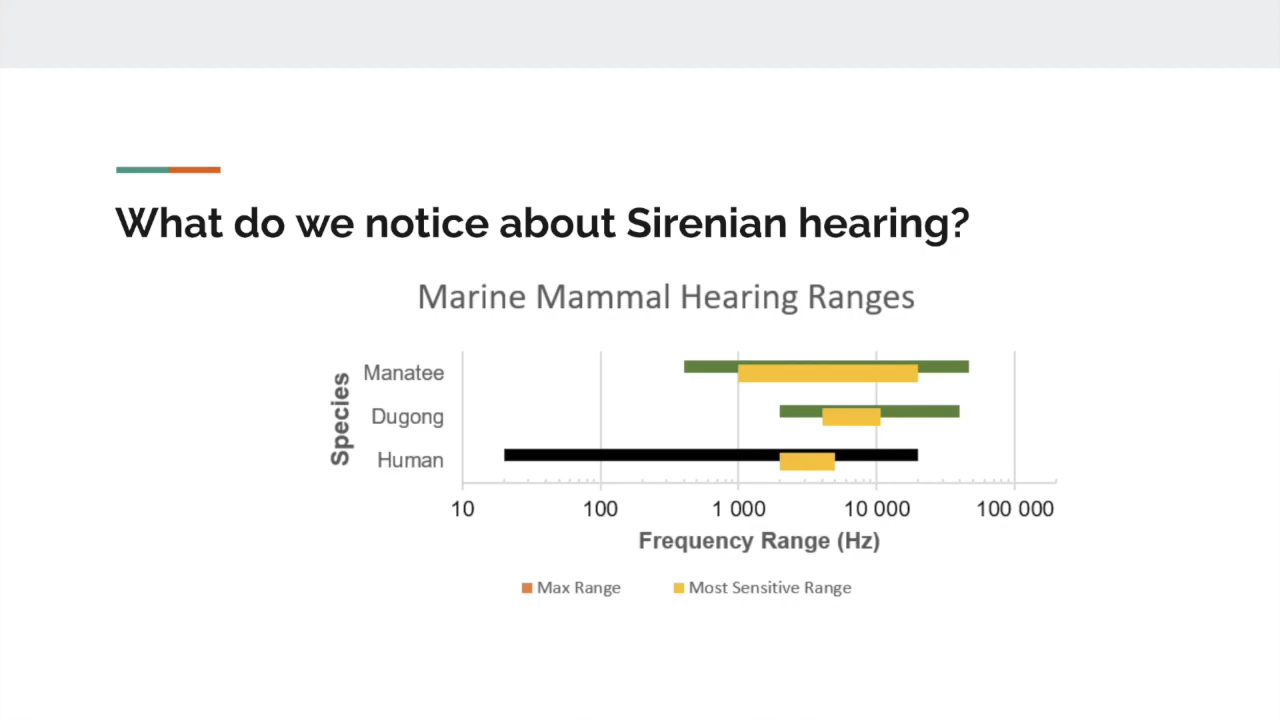 What do we notice about Sirenian hearing?
Marine Mammal Hearing Ranges
Species
Manatee
Dugong
Human
10 100 1 000 10 000 100 000
Frequency Range (Hz)
Max Range Most Sensitive Range